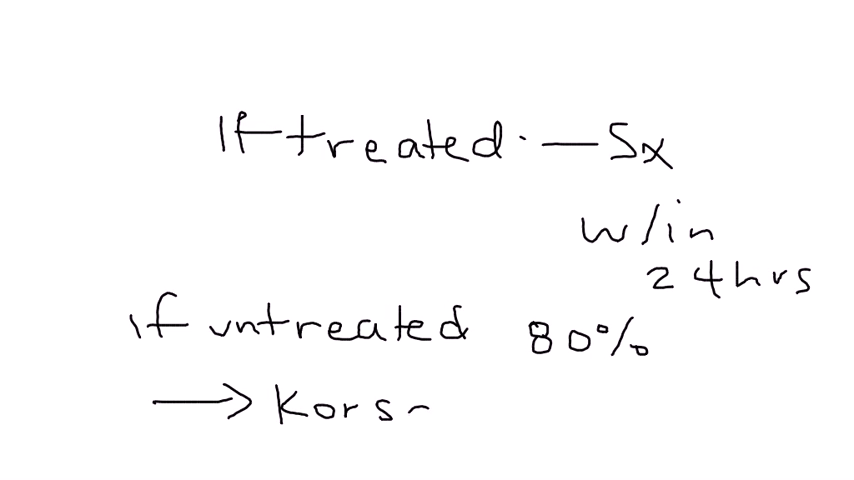 If treated. — Sx
w/in
24hrs
if untreated 80%
→ Kors